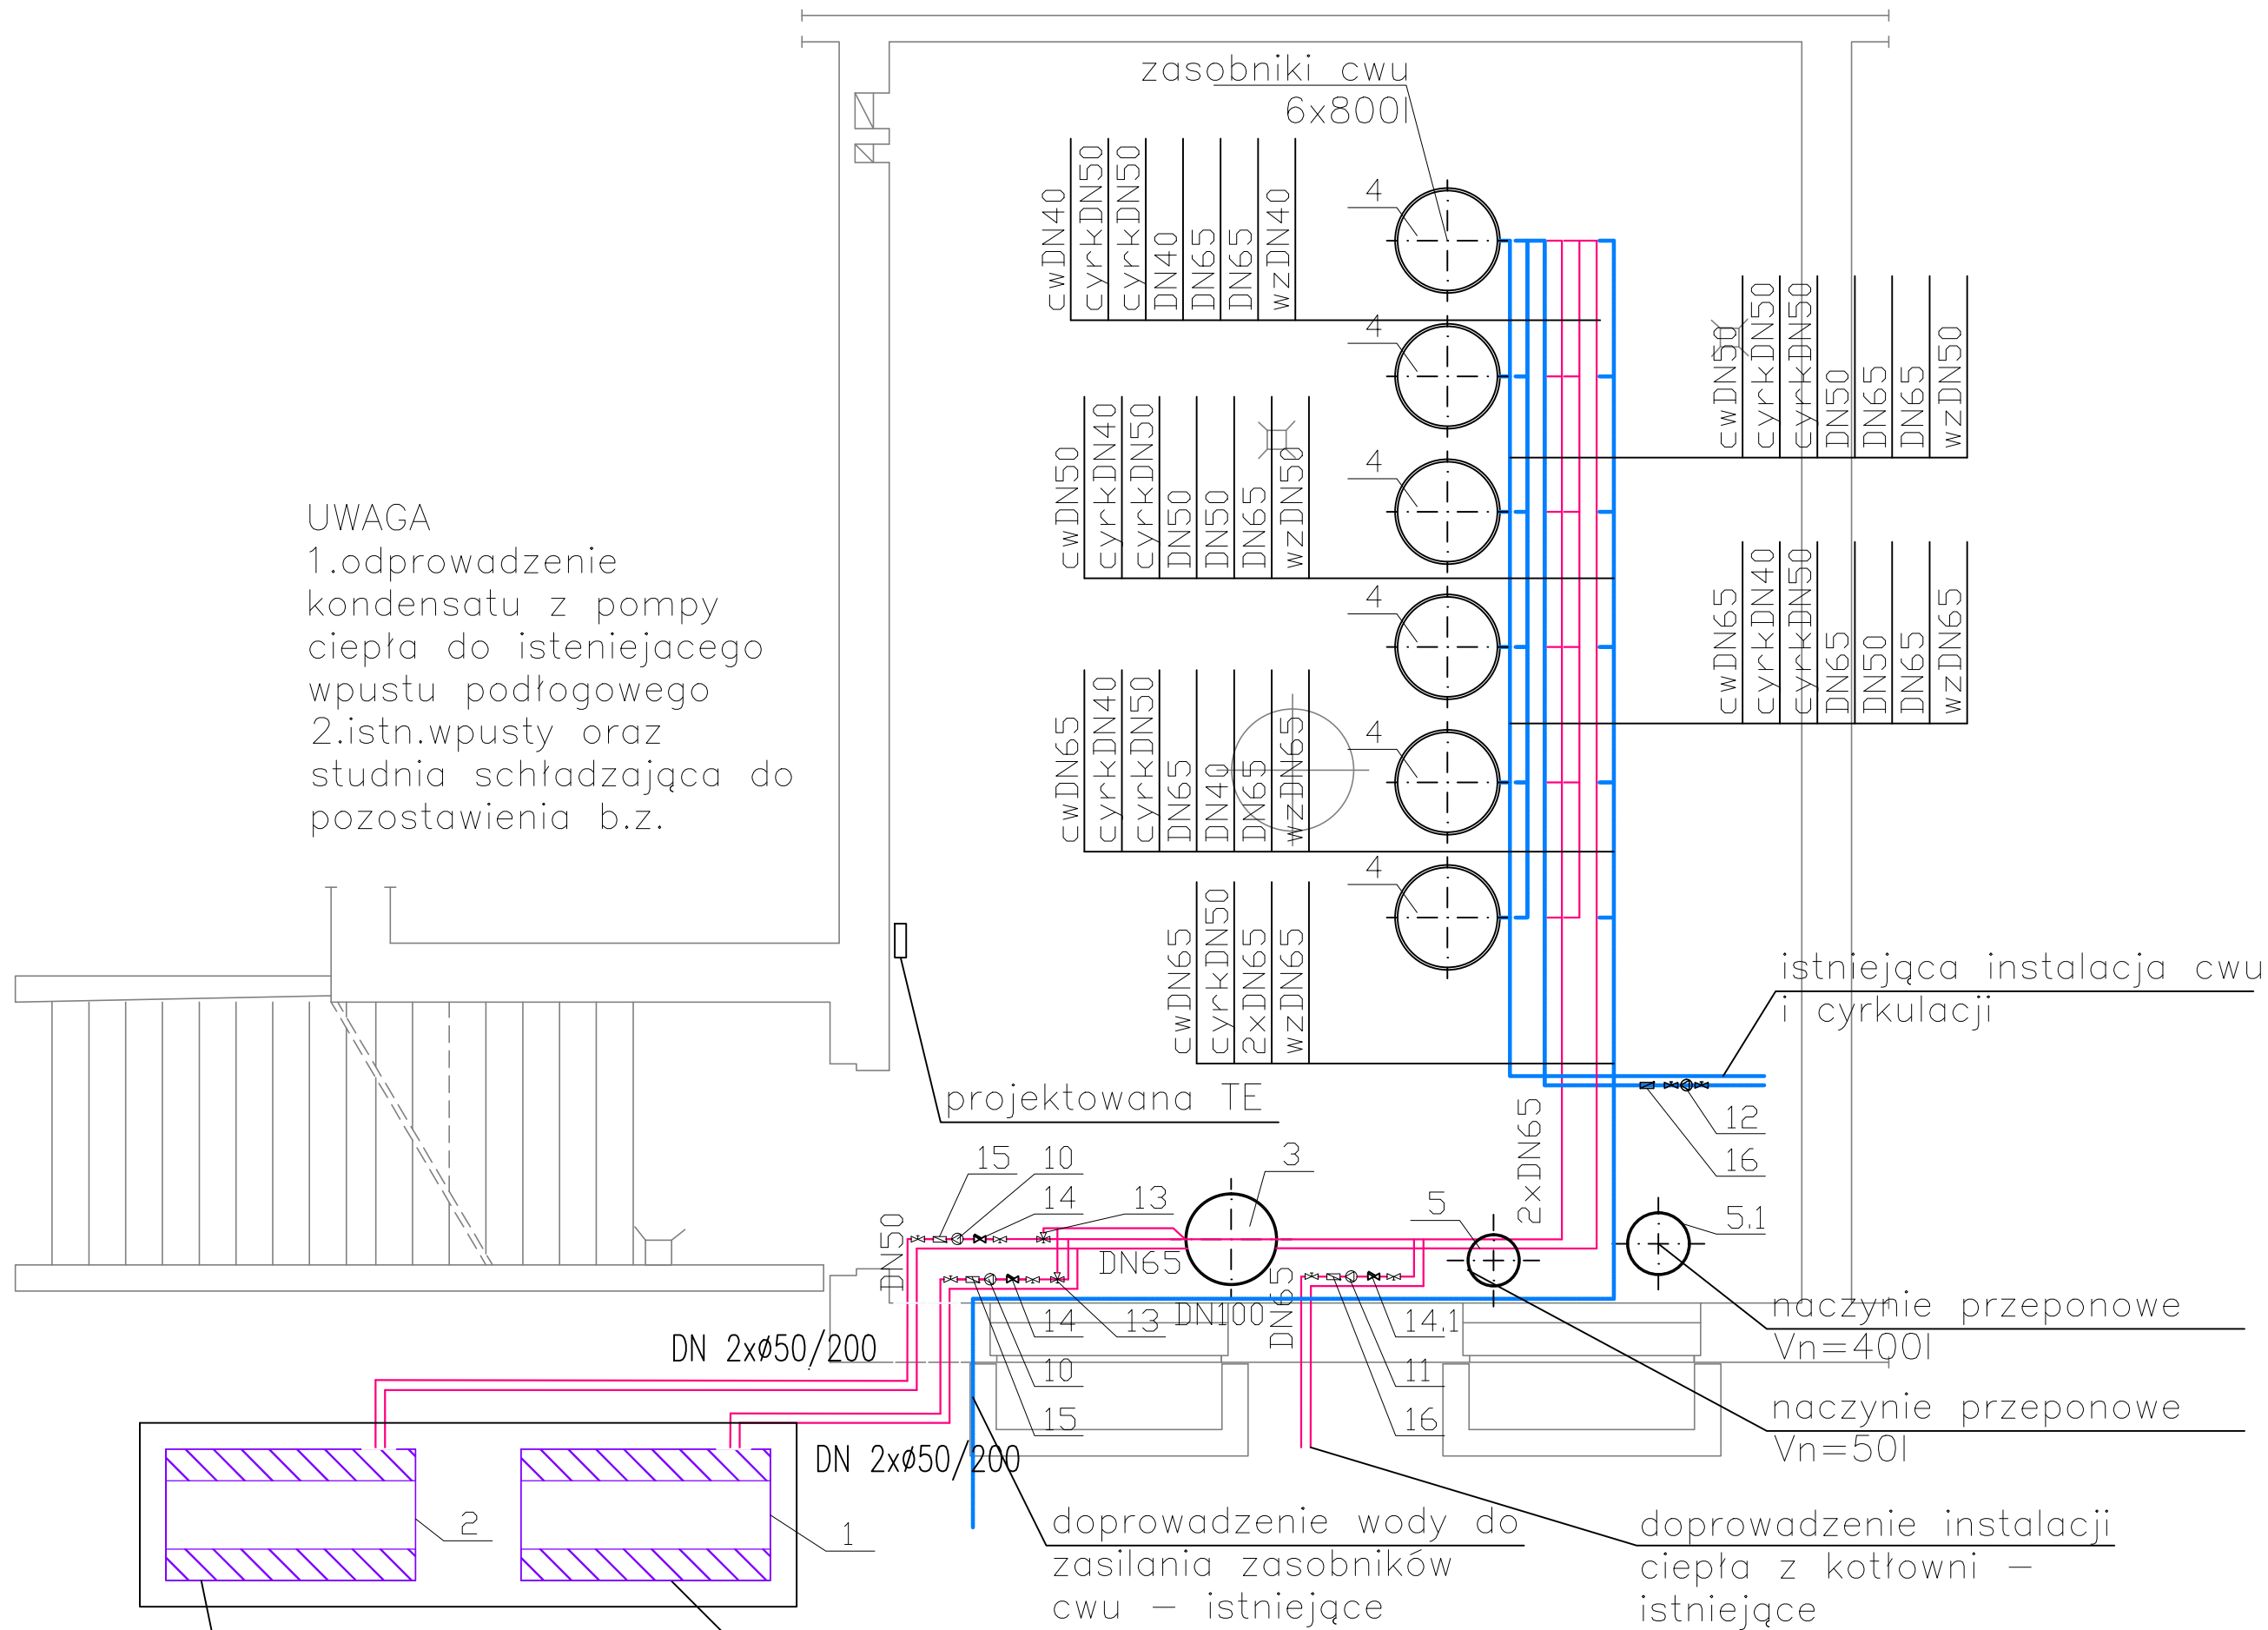 zasobniki cwu
6x800l
cwDN40
cyrkDN50
cyrkDN50
DN40
DN65
DN65
wzDN40
4
4
4
4
4
4
cwDN50
cyrkDN50
cyrkDN50
DN50
DN65
DN65
wzDN50
cwDN50
cyrkDN40
cyrkDN50
DN50
DN50
DN65
wzDN50
cwDN65
cyrkDN40
cyrkDN50
DN65
DN50
DN65
wzDN65
cwDN65
cyrkDN40
cyrkDN50
DN65
DN40
DN65
wzDN65
cwDN65
cyrkDN50
2xDN65
wzDN65
UWAGA
1.odprowadzenie
kondensatu z pompy
ciepła do isteniejacego
wpustu podłogowego
2.istn.wpusty oraz
studnia schładzająca do
pozostawienia b.z.
istniejąca instalacja cwu
i cyrkulacji
projektowana TE
12
16
2xDN65
15
10
14
13
3
5
5.1
DN50
DN65
DN65
DN100
14
13
14.1
10
11
15
16
DN 2xø50/200
DN 2xø50/200
naczynie przeponowe
Vn=400l
naczynie przeponowe
Vn=50l
2
1
doprowadzenie wody do
zasilania zasobników
cwu – istniejące
doprowadzenie instalacji
ciepła z kotłowni –
istniejące